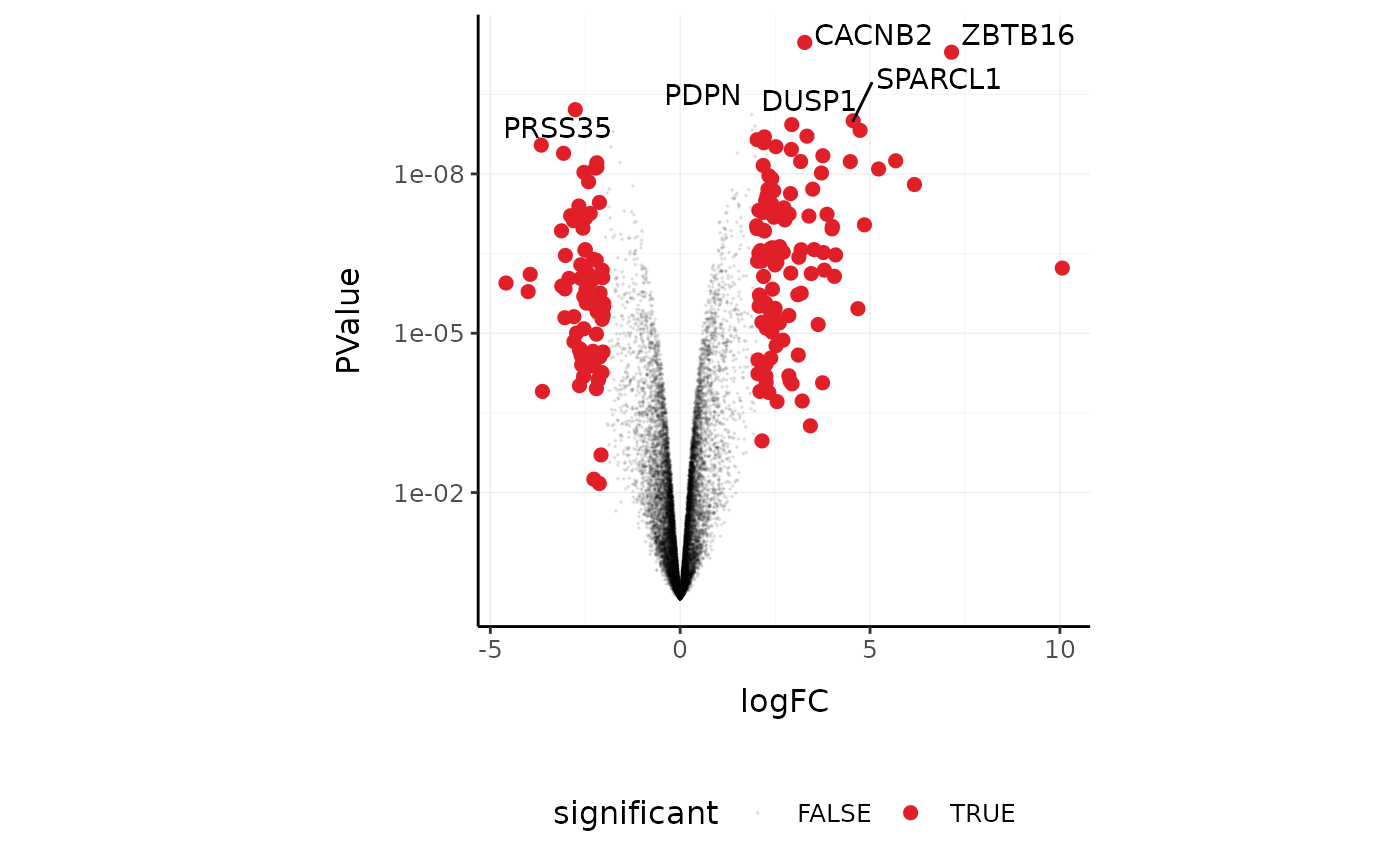 CACNB2 ZBTB16
SPARCL1
PDPN DUSP1
PRSS35
1e-08
1e-05
1e-02
PValue
-5 0 5 10
logFC
significant FALSE TRUE